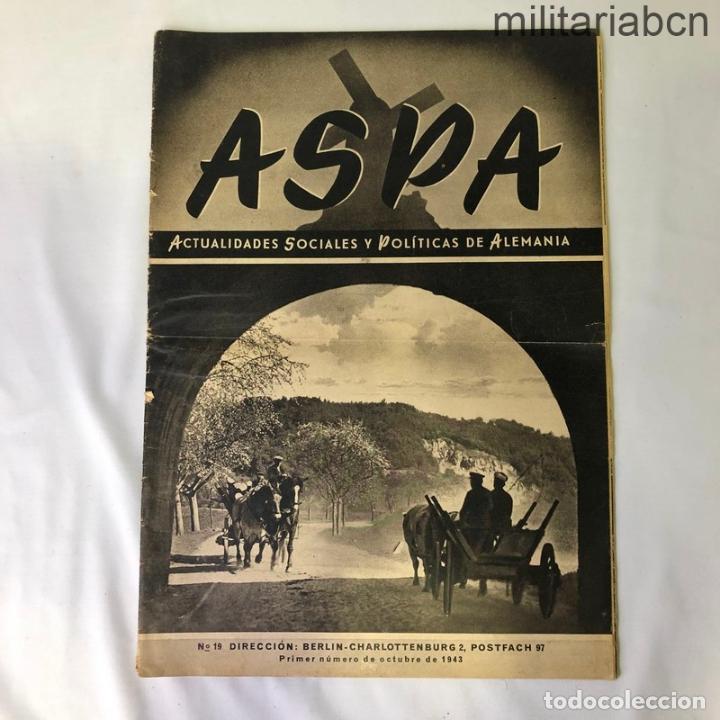 militariabcn
ASPA
ACTUALIDADES SOCIALES Y POLÍTICAS DE ALEMANIA
Nº 19 DIRECCIÓN: BERLIN-CHARLOTTENBURG 2, POSTFACH 97
Primer número de octubre de 1943
todocoleccion